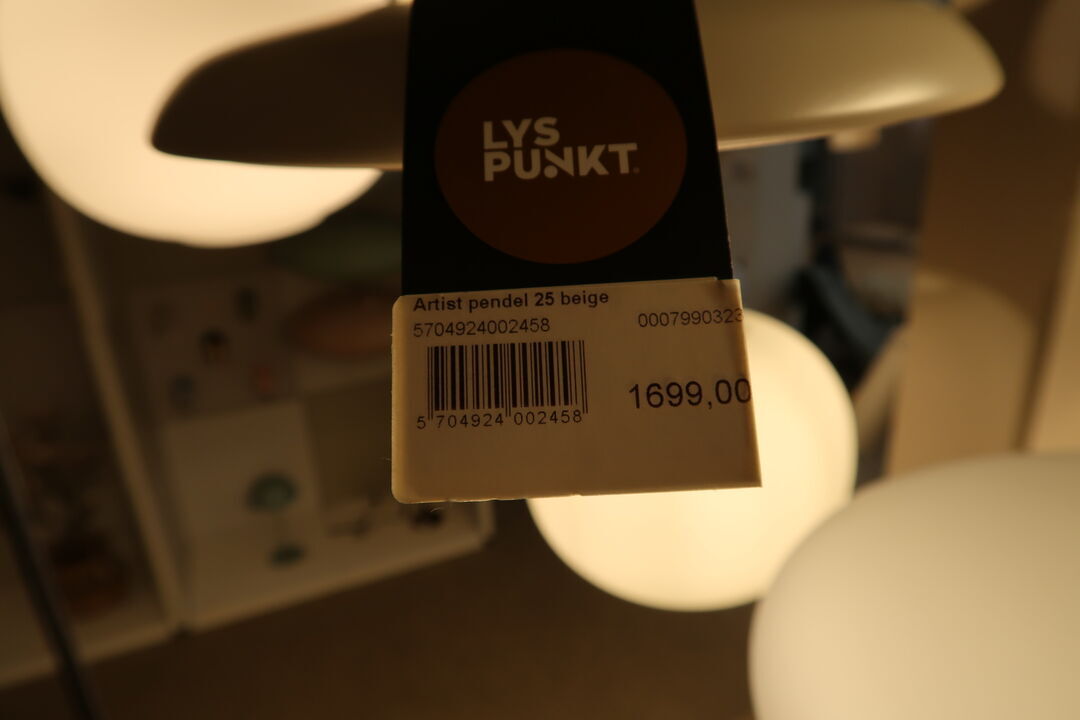 LYS
PUNKT.
Artist pendel 25 beige
5704924002458
0007990323
1699,00
5 704924 002458